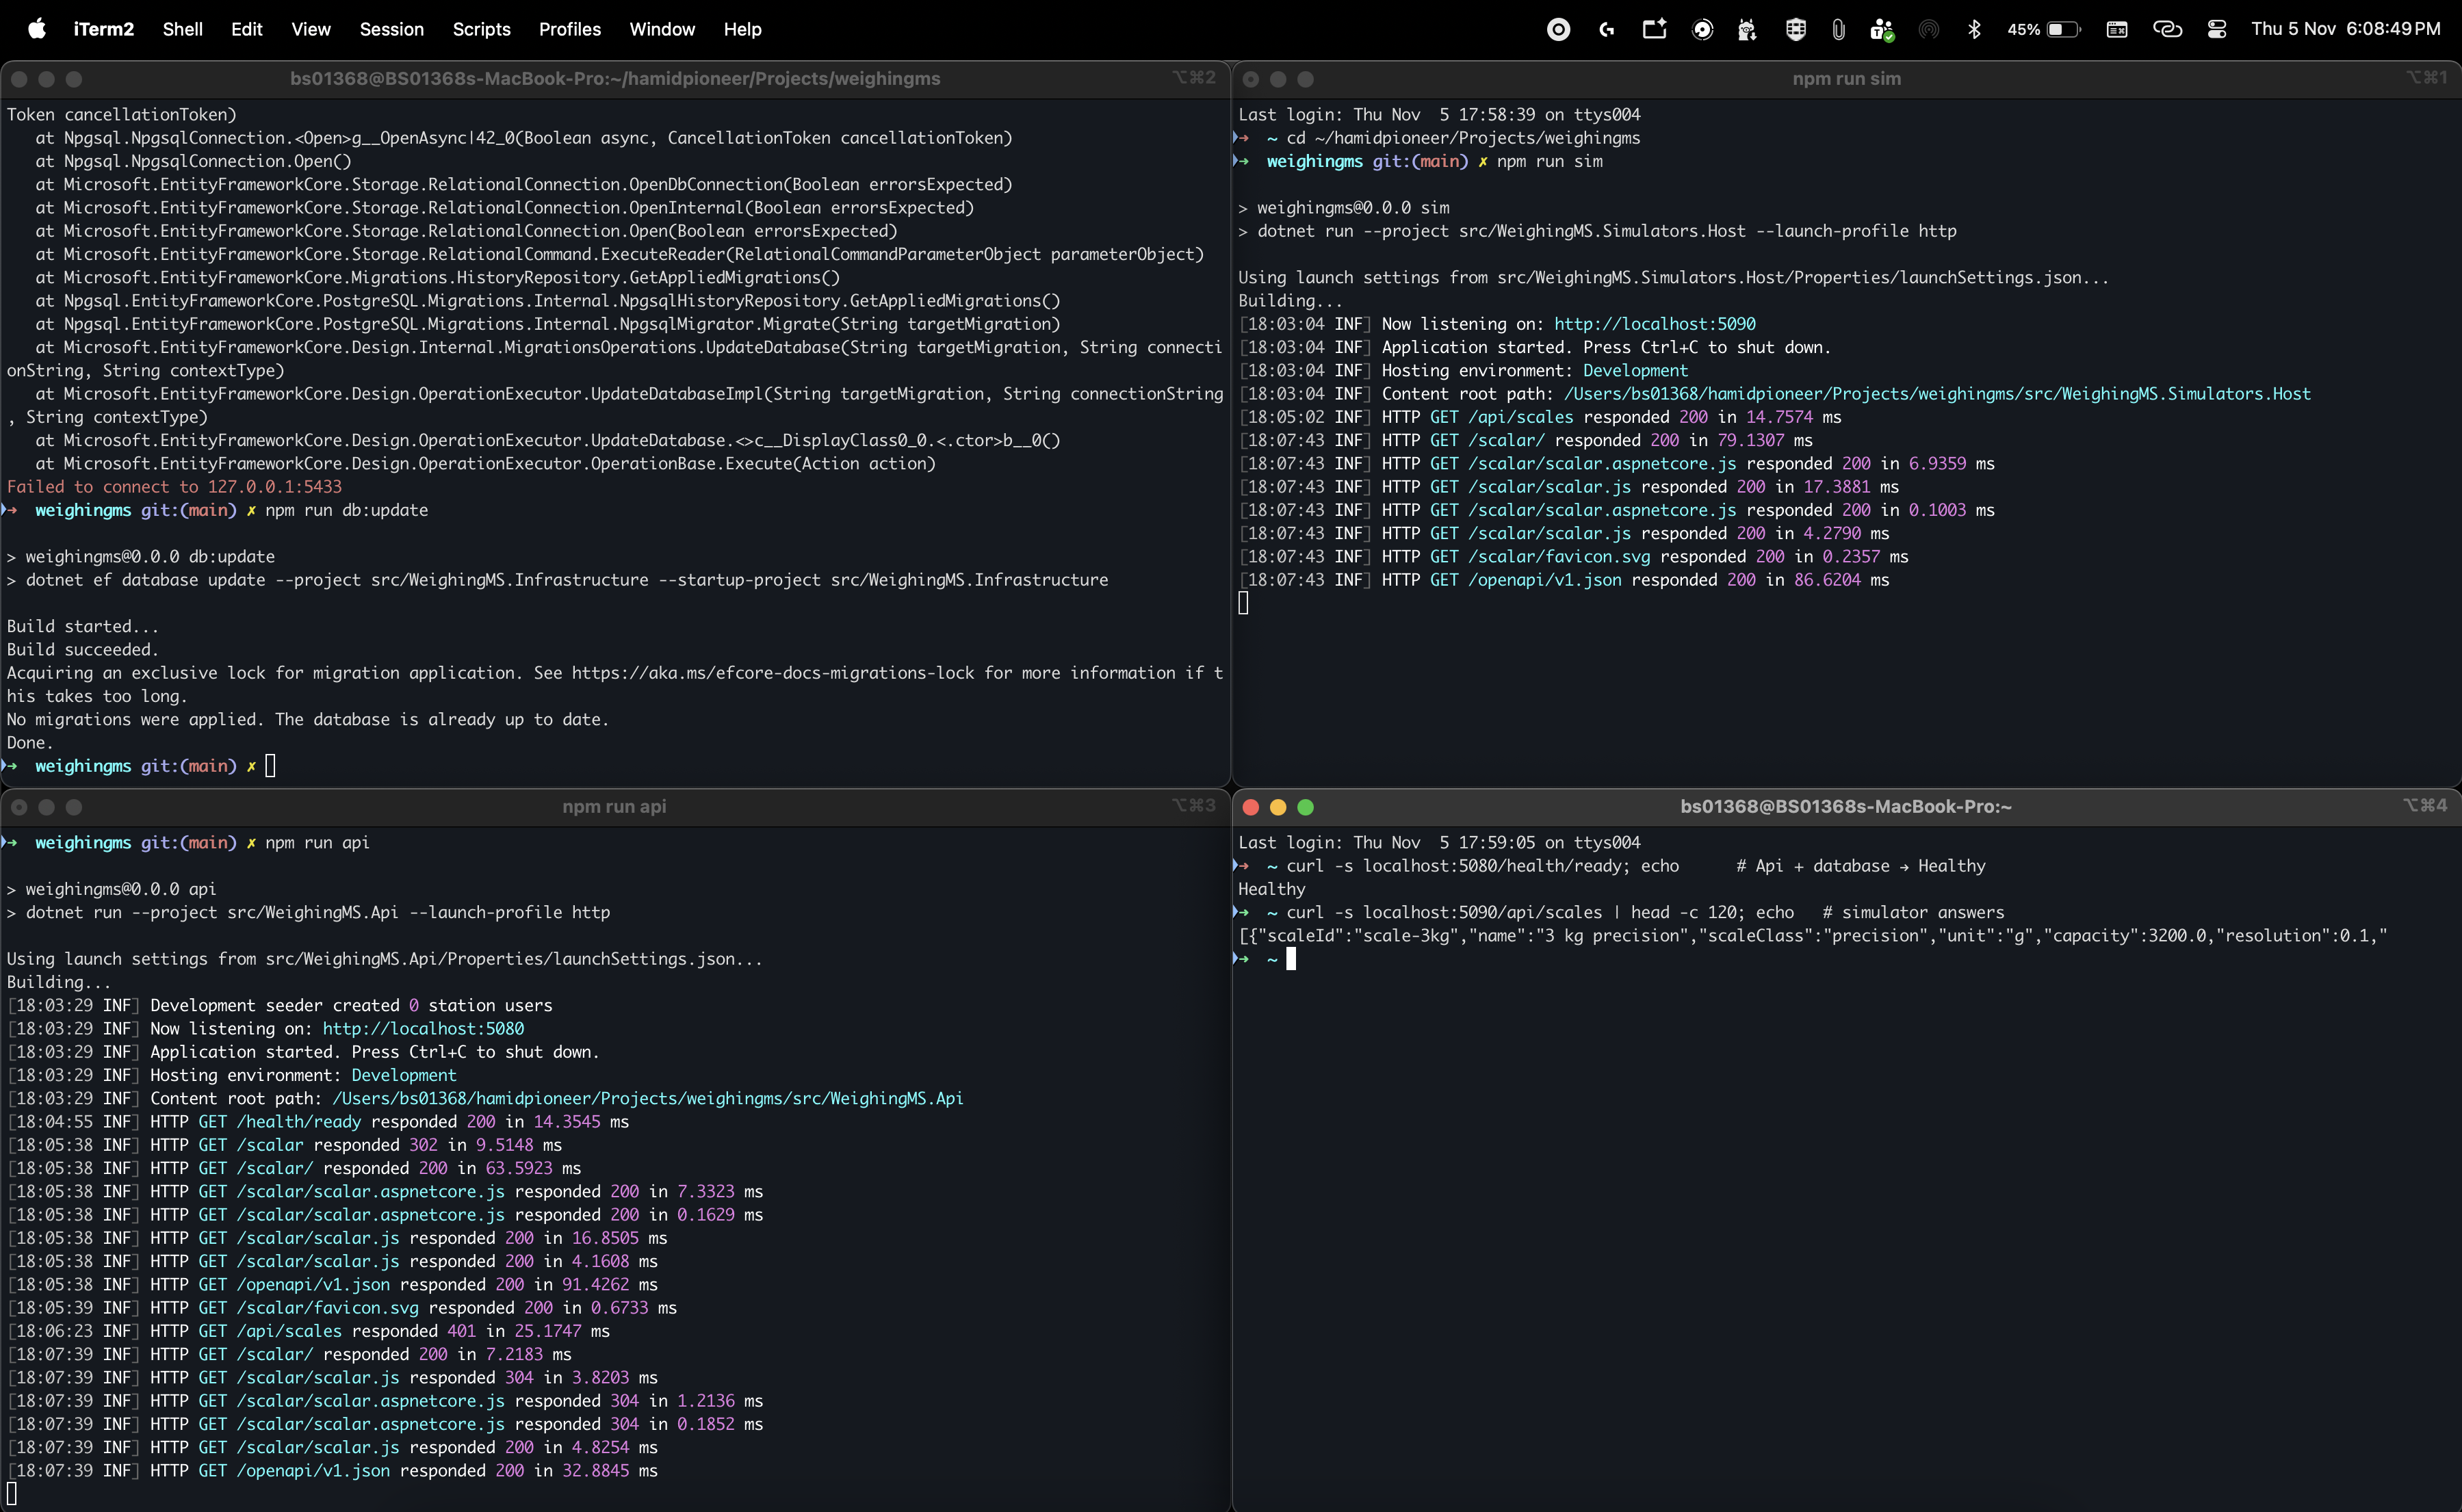 iTerm2 Shell Edit View Session Scripts Profiles Window Help 45% Thu 5 Nov 6:08:49 PM
bs01368@BS01368s-MacBook-Pro:~/hamidpioneer/Projects/weighingms ⌥⌘2
Token cancellationToken)
   at Npgsql.NpgsqlConnection.<Open>g__OpenAsync|42_0(Boolean async, CancellationToken cancellationToken)
   at Npgsql.NpgsqlConnection.Open()
   at Microsoft.EntityFrameworkCore.Storage.RelationalConnection.OpenDbConnection(Boolean errorsExpected)
   at Microsoft.EntityFrameworkCore.Storage.RelationalConnection.OpenInternal(Boolean errorsExpected)
   at Microsoft.EntityFrameworkCore.Storage.RelationalConnection.Open(Boolean errorsExpected)
   at Microsoft.EntityFrameworkCore.Storage.RelationalCommand.ExecuteReader(RelationalCommandParameterObject parameterObject)
   at Microsoft.EntityFrameworkCore.Migrations.HistoryRepository.GetAppliedMigrations()
   at Npgsql.EntityFrameworkCore.PostgreSQL.Migrations.Internal.NpgsqlHistoryRepository.GetAppliedMigrations()
   at Npgsql.EntityFrameworkCore.PostgreSQL.Migrations.Internal.NpgsqlMigrator.Migrate(String targetMigration)
   at Microsoft.EntityFrameworkCore.Design.Internal.MigrationsOperations.UpdateDatabase(String targetMigration, String connecti
onString, String contextType)
   at Microsoft.EntityFrameworkCore.Design.OperationExecutor.UpdateDatabaseImpl(String targetMigration, String connectionString
, String contextType)
   at Microsoft.EntityFrameworkCore.Design.OperationExecutor.UpdateDatabase.<>c__DisplayClass0_0.<.ctor>b__0()
   at Microsoft.EntityFrameworkCore.Design.OperationExecutor.OperationBase.Execute(Action action)
Failed to connect to 127.0.0.1:5433
➜  weighingms git:(main) ✗ npm run db:update
> weighingms@0.0.0 db:update
> dotnet ef database update --project src/WeighingMS.Infrastructure --startup-project src/WeighingMS.Infrastructure
Build started...
Build succeeded.
Acquiring an exclusive lock for migration application. See https://aka.ms/efcore-docs-migrations-lock for more information if t
his takes too long.
No migrations were applied. The database is already up to date.
Done.
➜  weighingms git:(main) ✗
npm run sim ⌥⌘1
Last login: Thu Nov  5 17:58:39 on ttys004
➜  ~ cd ~/hamidpioneer/Projects/weighingms
➜  weighingms git:(main) ✗ npm run sim
> weighingms@0.0.0 sim
> dotnet run --project src/WeighingMS.Simulators.Host --launch-profile http
Using launch settings from src/WeighingMS.Simulators.Host/Properties/launchSettings.json...
Building...
[18:03:04 INF] Now listening on: http://localhost:5090
[18:03:04 INF] Application started. Press Ctrl+C to shut down.
[18:03:04 INF] Hosting environment: Development
[18:03:04 INF] Content root path: /Users/bs01368/hamidpioneer/Projects/weighingms/src/WeighingMS.Simulators.Host
[18:05:02 INF] HTTP GET /api/scales responded 200 in 14.7574 ms
[18:07:43 INF] HTTP GET /scalar/ responded 200 in 79.1307 ms
[18:07:43 INF] HTTP GET /scalar/scalar.aspnetcore.js responded 200 in 6.9359 ms
[18:07:43 INF] HTTP GET /scalar/scalar.js responded 200 in 17.3881 ms
[18:07:43 INF] HTTP GET /scalar/scalar.aspnetcore.js responded 200 in 0.1003 ms
[18:07:43 INF] HTTP GET /scalar/scalar.js responded 200 in 4.2790 ms
[18:07:43 INF] HTTP GET /scalar/favicon.svg responded 200 in 0.2357 ms
[18:07:43 INF] HTTP GET /openapi/v1.json responded 200 in 86.6204 ms
npm run api ⌥⌘3
➜  weighingms git:(main) ✗ npm run api
> weighingms@0.0.0 api
> dotnet run --project src/WeighingMS.Api --launch-profile http
Using launch settings from src/WeighingMS.Api/Properties/launchSettings.json...
Building...
[18:03:29 INF] Development seeder created 0 station users
[18:03:29 INF] Now listening on: http://localhost:5080
[18:03:29 INF] Application started. Press Ctrl+C to shut down.
[18:03:29 INF] Hosting environment: Development
[18:03:29 INF] Content root path: /Users/bs01368/hamidpioneer/Projects/weighingms/src/WeighingMS.Api
[18:04:55 INF] HTTP GET /health/ready responded 200 in 14.3545 ms
[18:05:38 INF] HTTP GET /scalar responded 302 in 9.5148 ms
[18:05:38 INF] HTTP GET /scalar/ responded 200 in 63.5923 ms
[18:05:38 INF] HTTP GET /scalar/scalar.aspnetcore.js responded 200 in 7.3323 ms
[18:05:38 INF] HTTP GET /scalar/scalar.aspnetcore.js responded 200 in 0.1629 ms
[18:05:38 INF] HTTP GET /scalar/scalar.js responded 200 in 16.8505 ms
[18:05:38 INF] HTTP GET /scalar/scalar.js responded 200 in 4.1608 ms
[18:05:38 INF] HTTP GET /openapi/v1.json responded 200 in 91.4262 ms
[18:05:39 INF] HTTP GET /scalar/favicon.svg responded 200 in 0.6733 ms
[18:06:23 INF] HTTP GET /api/scales responded 401 in 25.1747 ms
[18:07:39 INF] HTTP GET /scalar/ responded 200 in 7.2183 ms
[18:07:39 INF] HTTP GET /scalar/scalar.js responded 304 in 3.8203 ms
[18:07:39 INF] HTTP GET /scalar/scalar.aspnetcore.js responded 304 in 1.2136 ms
[18:07:39 INF] HTTP GET /scalar/scalar.aspnetcore.js responded 304 in 0.1852 ms
[18:07:39 INF] HTTP GET /scalar/scalar.js responded 200 in 4.8254 ms
[18:07:39 INF] HTTP GET /openapi/v1.json responded 200 in 32.8845 ms
bs01368@BS01368s-MacBook-Pro:~ ⌥⌘4
Last login: Thu Nov  5 17:59:05 on ttys004
➜  ~ curl -s localhost:5080/health/ready; echo      # Api + database → Healthy
Healthy
➜  ~ curl -s localhost:5090/api/scales | head -c 120; echo   # simulator answers
[{"scaleId":"scale-3kg","name":"3 kg precision","scaleClass":"precision","unit":"g","capacity":3200.0,"resolution":0.1,"
➜  ~